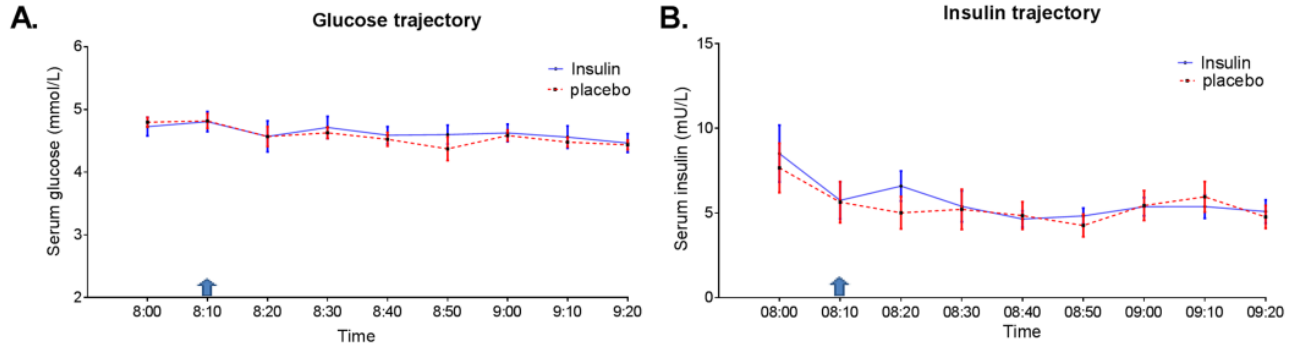 A.
Glucose trajectory
Serum glucose (mmol/L)
6
5
4
3
2
Insulin
placebo
8:00 8:10 8:20 8:30 8:40 8:50 9:00 9:10 9:20
Time
B.
Insulin trajectory
Serum insulin (mU/L)
15
10
5
0
Insulin
placebo
08:00 08:10 08:20 08:30 08:40 08:50 09:00 09:10 09:20
Time